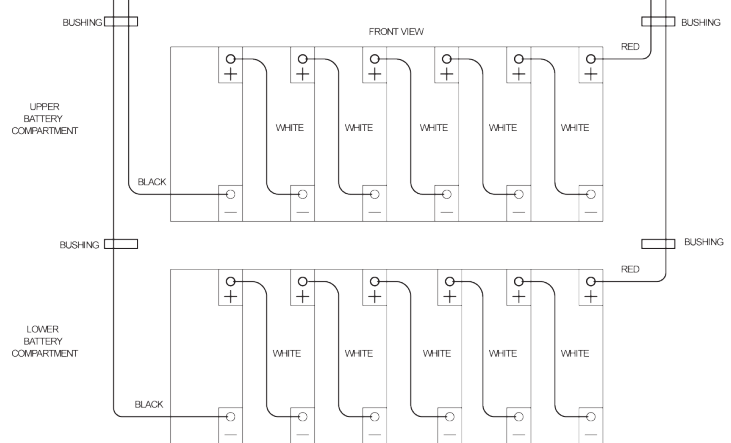 BUSHING
BUSHING
FRONT VIEW
RED
+ + + + + +
UPPER
BATTERY
COMPARTMENT
WHITE WHITE WHITE WHITE WHITE
BLACK
— — — — — —
BUSHING
BUSHING
RED
+ + + + + +
LOWER
BATTERY
COMPARTMENT
WHITE WHITE WHITE WHITE WHITE
BLACK
— — — — — —